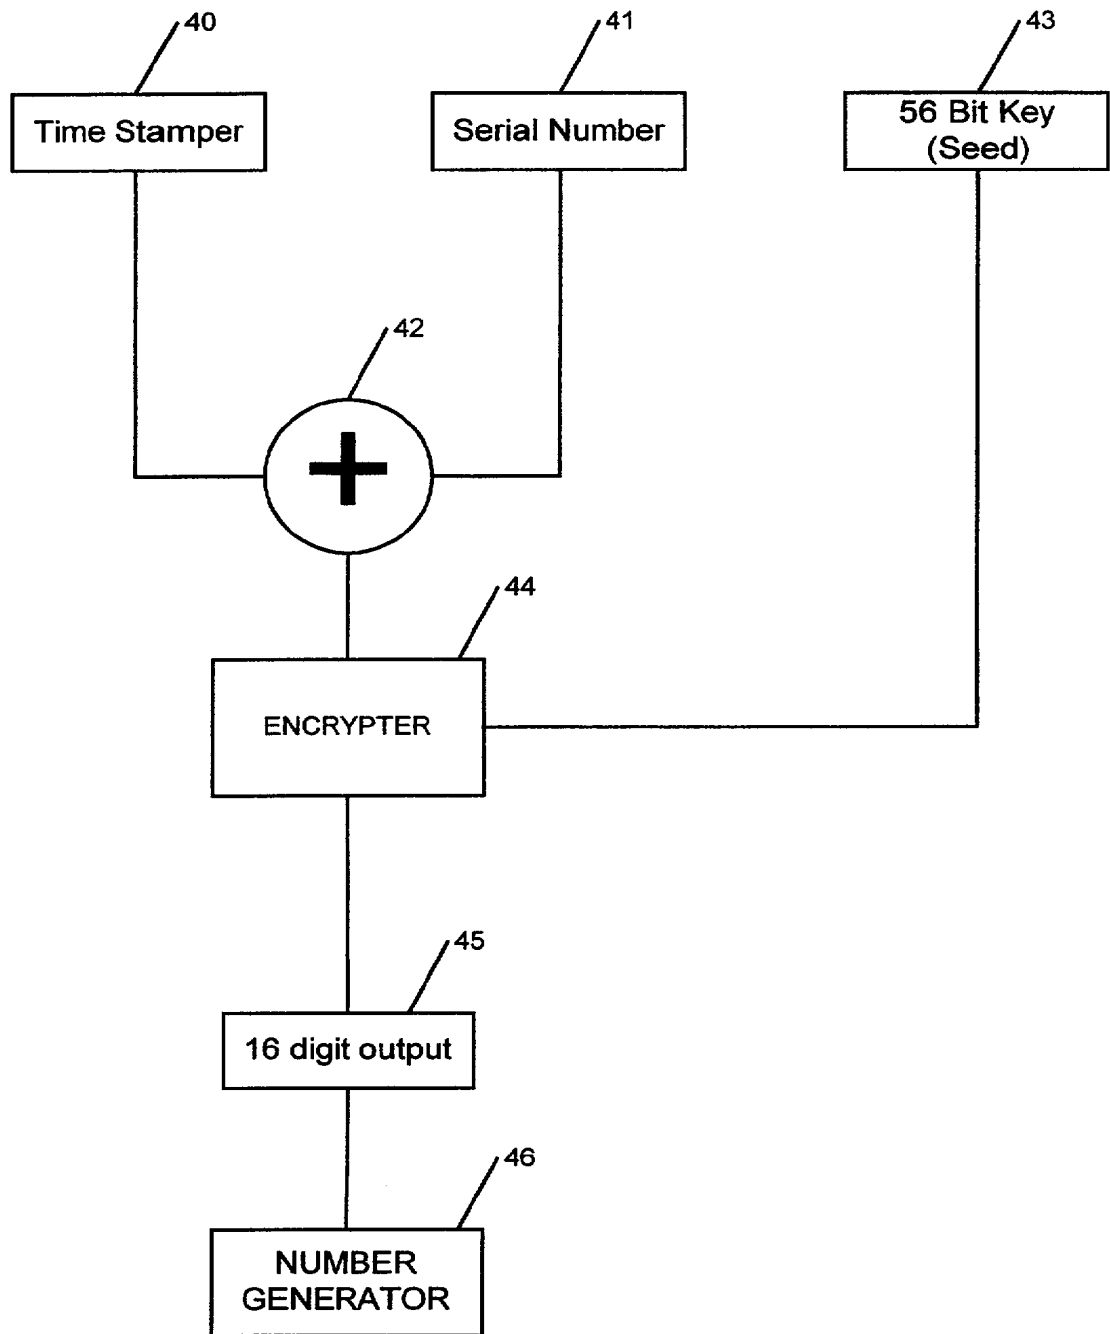 40
41
43
Time Stamper
Serial Number
56 Bit Key
(Seed)
42
+
44
ENCRYPTER
45
16 digit output
46
NUMBER
GENERATOR